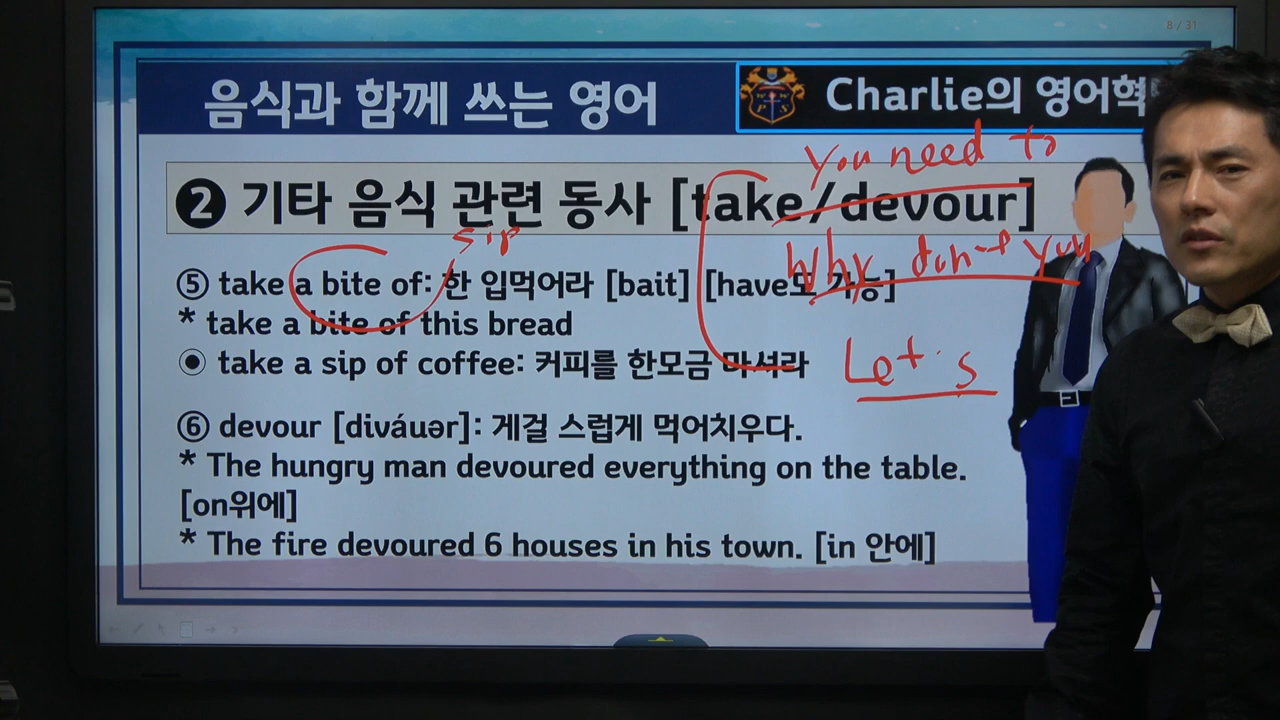 8 / 31
음식과 함께 쓰는 영어
Charlie의 영어혁
You need to
❷ 기타 음식 관련 동사 [take/devour]
sip
Why don't you
⑤ take a bite of: 한 입먹어라 [bait] [have도 가능]
* take a bite of this bread
◉ take a sip of coffee: 커피를 한모금 마셔라
Let's
⑥ devour [diváuər]: 게걸 스럽게 먹어치우다.
* The hungry man devoured everything on the table.
[on위에]
* The fire devoured 6 houses in his town. [in 안에]